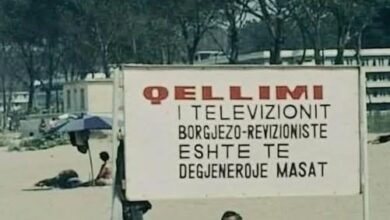 QELLIMI
I TELEVIZIONIT
BORGJEZO-REVIZIONISTE
ESHTE TE
DEGJENEROJE MASAT